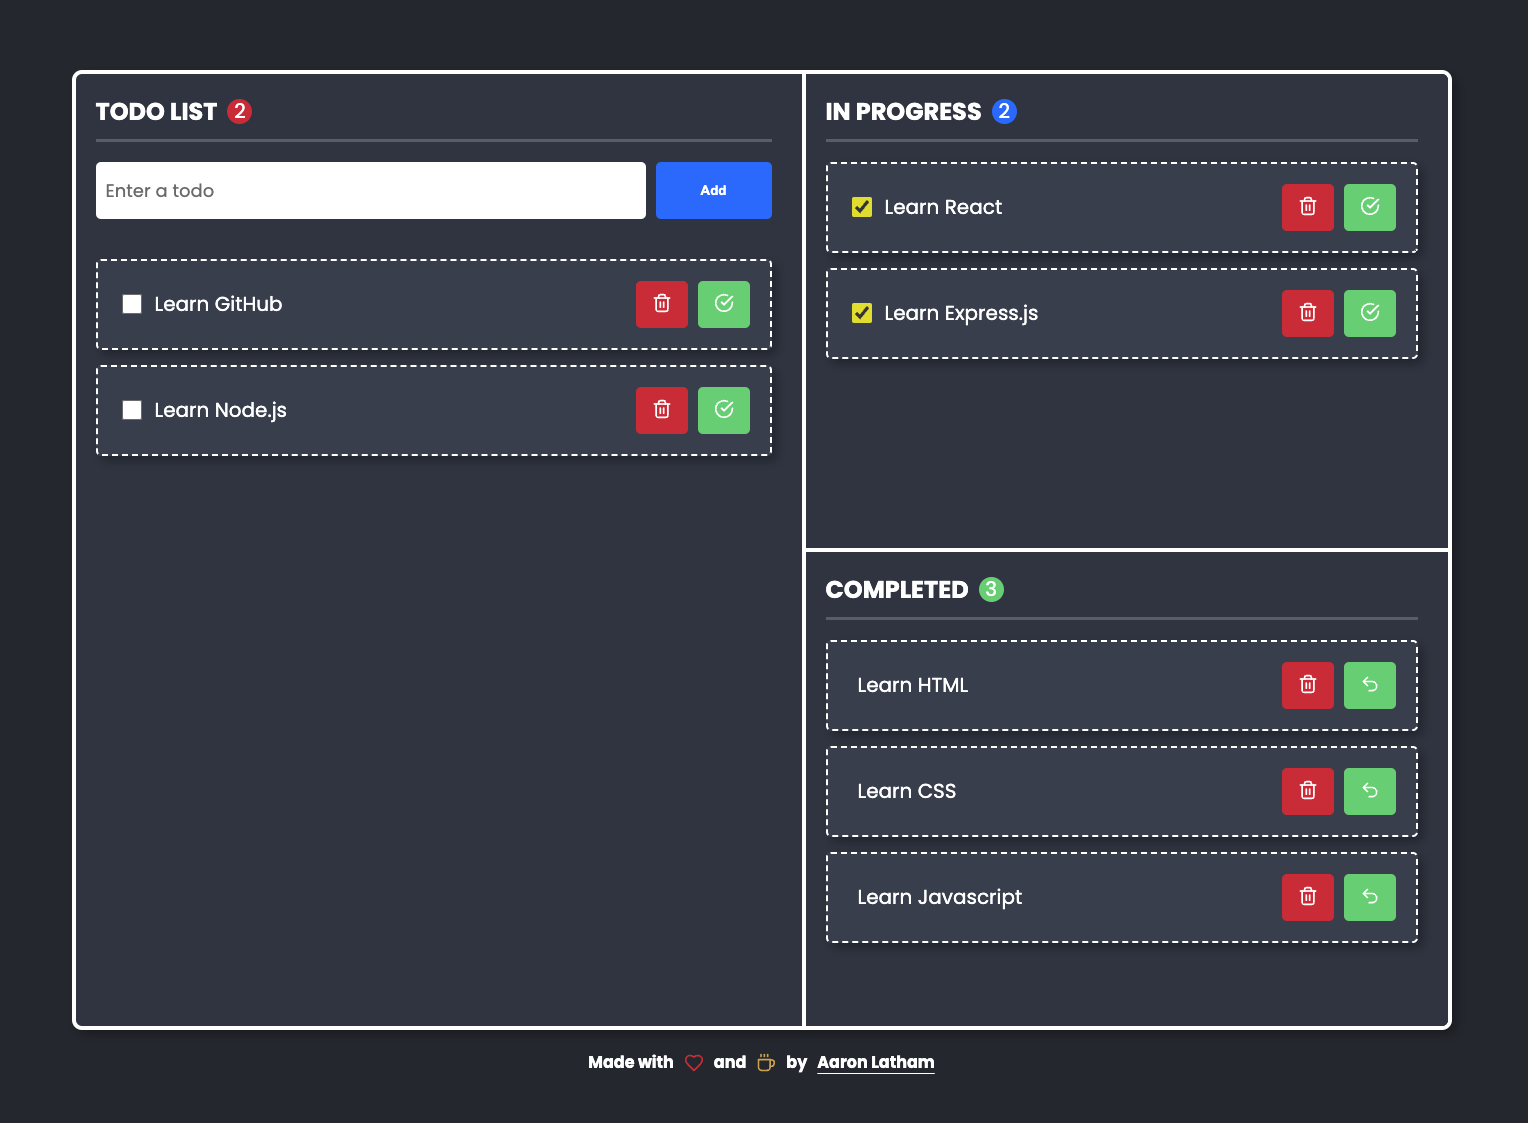 TODO LIST 2
Enter a todo
Add
Learn GitHub
Learn Node.js
IN PROGRESS 2
Learn React
Learn Express.js
COMPLETED 3
Learn HTML
Learn CSS
Learn Javascript
Made with and by Aaron Latham